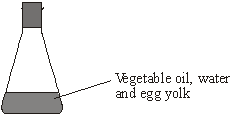 Vegetable oil, water
and egg yolk